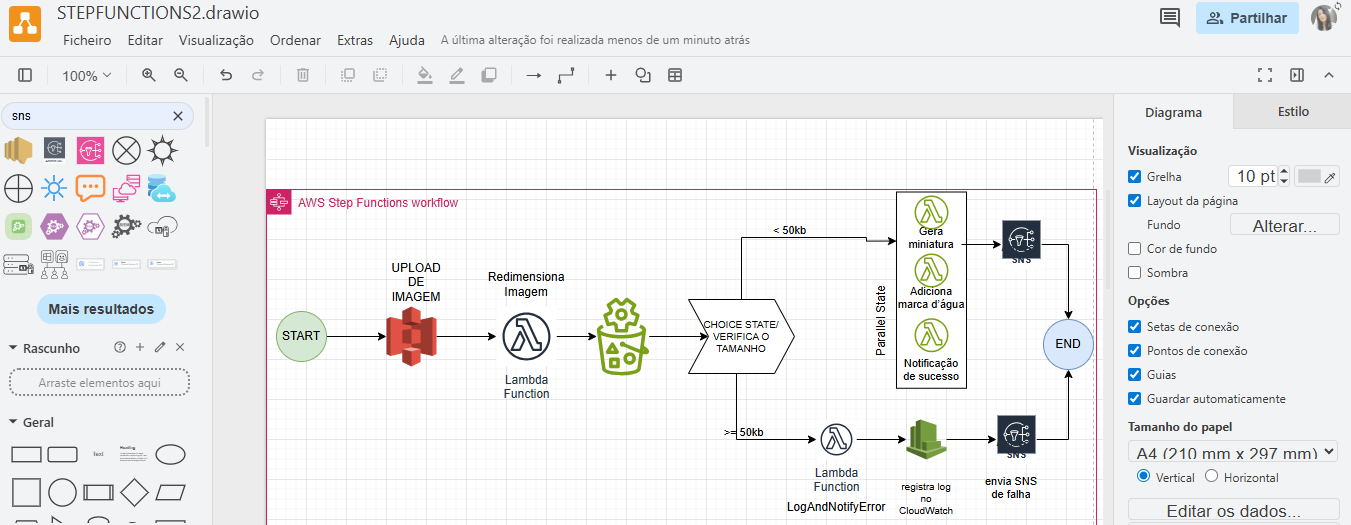 STEPFUNCTIONS2.drawio
Ficheiro Editar Visualização Ordenar Extras Ajuda A última alteração foi realizada menos de um minuto atrás
Partilhar
100%
sns
Mais resultados
Rascunho
Arraste elementos aqui
Geral
Text
Heading
AWS Step Functions workflow
START
UPLOAD
DE
IMAGEM
Redimensiona
Imagem
Lambda
Function
CHOICE STATE/
VERIFICA O
TAMANHO
< 50kb
>= 50kb
Parallel State
Gera
miniatura
Adiciona
marca d'água
Notificação
de sucesso
SNS
END
Lambda
Function
LogAndNotifyError
registra log
no
CloudWatch
SNS
envia SNS
de falha
Diagrama
Estilo
Visualização
Grelha
10 pt
Layout da página
Fundo
Alterar...
Cor de fundo
Sombra
Opções
Setas de conexão
Pontos de conexão
Guias
Guardar automaticamente
Tamanho do papel
A4 (210 mm x 297 mm)
Vertical Horizontal
Editar os dados...